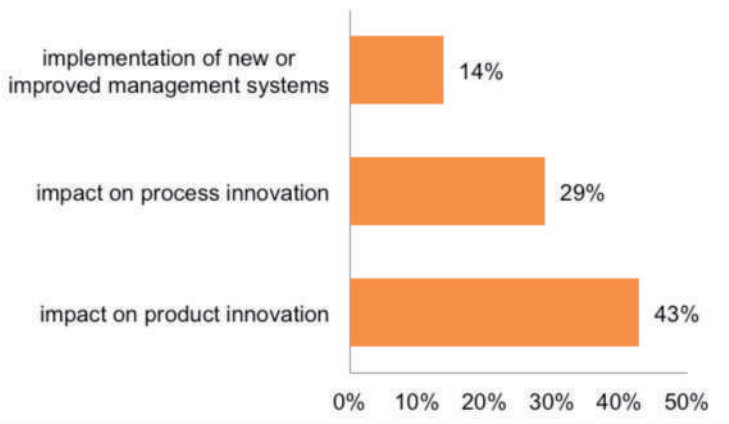 implementation of new or
improved management systems
14%
impact on process innovation
29%
impact on product innovation
43%
0% 10% 20% 30% 40% 50%